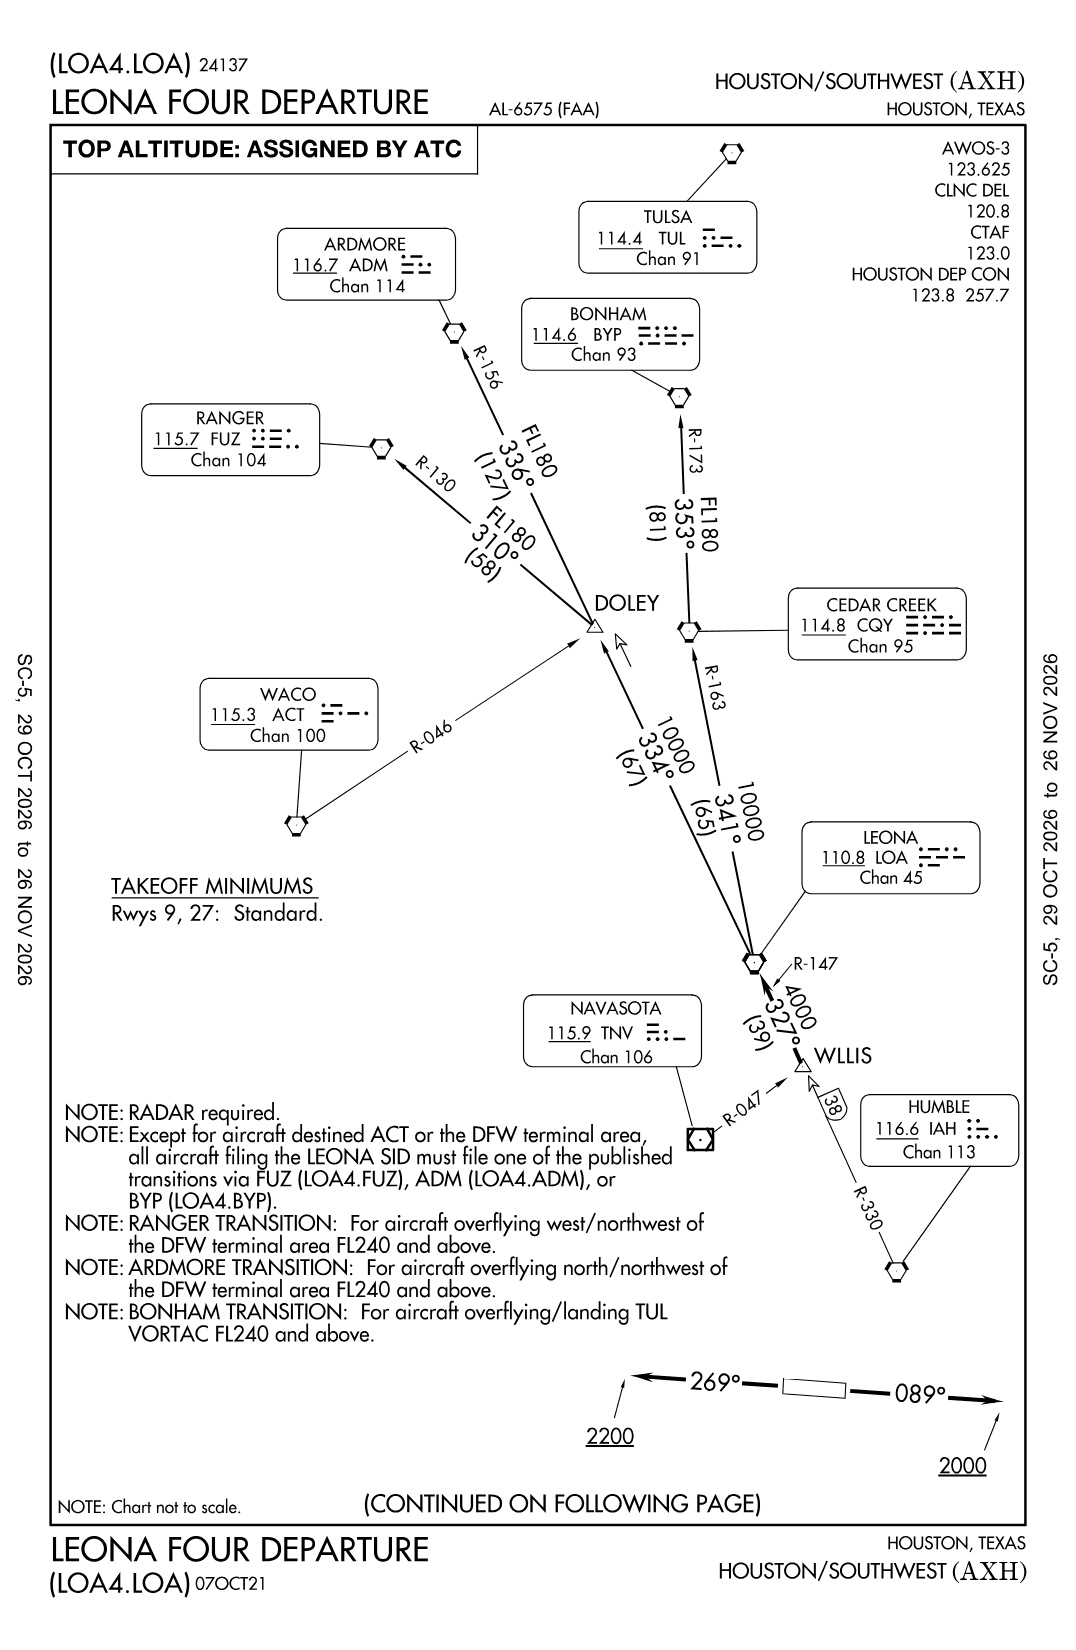 (LOA4.LOA) 24137
LEONA FOUR DEPARTURE
AL-6575 (FAA)
HOUSTON/SOUTHWEST (AXH)
HOUSTON, TEXAS
TOP ALTITUDE: ASSIGNED BY ATC
AWOS-3
123.625
CLNC DEL
120.8
CTAF
123.0
HOUSTON DEP CON
123.8 257.7
TULSA
114.4 TUL
Chan 91
ARDMORE
116.7 ADM
Chan 114
BONHAM
114.6 BYP
Chan 93
RANGER
115.7 FUZ
Chan 104
R-156
R-173
R-130
FL180
336°
(127)
FL180
310°
(58)
FL180
353°
(81)
DOLEY
CEDAR CREEK
114.8 CQY
Chan 95
R-163
WACO
115.3 ACT
Chan 100
R-046
10000
334°
(67)
10000
341°
(65)
LEONA
110.8 LOA
Chan 45
TAKEOFF MINIMUMS
Rwys 9, 27: Standard.
R-147
4000
327°
(39)
WLLIS
NAVASOTA
115.9 TNV
Chan 106
R-047
38
HUMBLE
116.6 IAH
Chan 113
R-330
NOTE: RADAR required.
NOTE: Except for aircraft destined ACT or the DFW terminal area,
all aircraft filing the LEONA SID must file one of the published
transitions via FUZ (LOA4.FUZ), ADM (LOA4.ADM), or
BYP (LOA4.BYP).
NOTE: RANGER TRANSITION: For aircraft overflying west/northwest of
the DFW terminal area FL240 and above.
NOTE: ARDMORE TRANSITION: For aircraft overflying north/northwest of
the DFW terminal area FL240 and above.
NOTE: BONHAM TRANSITION: For aircraft overflying/landing TUL
VORTAC FL240 and above.
269°
089°
2200
2000
NOTE: Chart not to scale.
(CONTINUED ON FOLLOWING PAGE)
LEONA FOUR DEPARTURE
(LOA4.LOA) 07OCT21
HOUSTON, TEXAS
HOUSTON/SOUTHWEST (AXH)
SC-5, 29 OCT 2026 to 26 NOV 2026
SC-5, 29 OCT 2026 to 26 NOV 2026